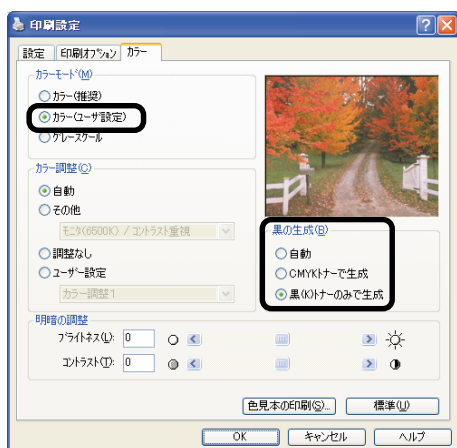 印刷設定
設定 印刷オプション カラー
カラーモード(M)
カラー(推奨)
カラー(ユーザ設定)
グレースケール
カラー調整(C)
自動
その他
モニタ(6500K) / コントラスト重視
調整なし
ユーザー設定
カラー調整1
黒の生成(B)
自動
CMYKトナーで生成
黒(K)トナーのみで生成
明暗の調整
ブライトネス(L): 0
コントラスト(T): 0
色見本の印刷(S)... 標準(U)
OK キャンセル ヘルプ